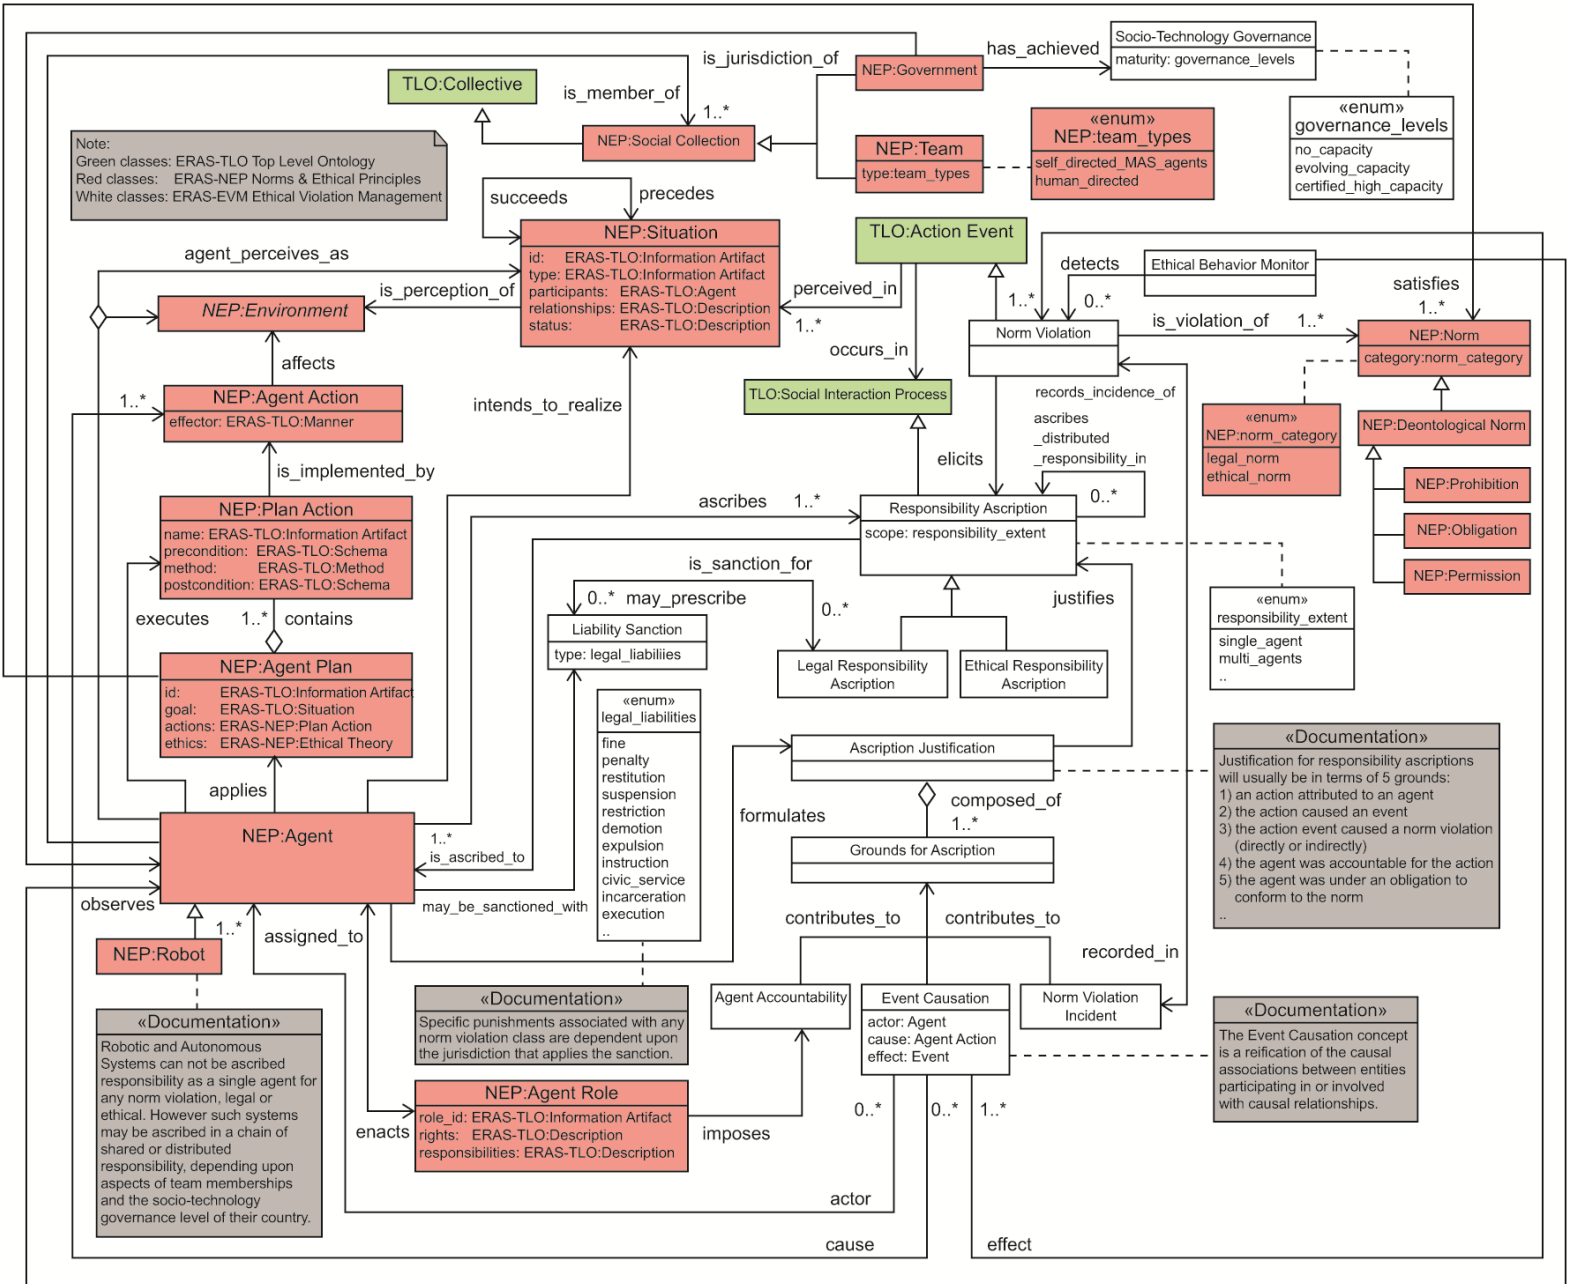 Socio-Technology Governance
maturity: governance_levels
has_achieved
is_jurisdiction_of
NEP:Government
TLO:Collective
is_member_of
1..*
NEP:Social Collection
NEP:Team
type:team_types
«enum»
NEP:team_types
self_directed_MAS_agents
human_directed
«enum»
governance_levels
no_capacity
evolving_capacity
certified_high_capacity
Note:
Green classes: ERAS-TLO Top Level Ontology
Red classes: ERAS-NEP Norms & Ethical Principles
White classes: ERAS-EVM Ethical Violation Management
succeeds
precedes
NEP:Situation
id: ERAS-TLO:Information Artifact
type: ERAS-TLO:Information Artifact
participants: ERAS-TLO:Agent
relationships: ERAS-TLO:Description
status: ERAS-TLO:Description
TLO:Action Event
agent_perceives_as
is_perception_of
NEP:Environment
affects
perceived_in
1..*
occurs_in
detects
Ethical Behavior Monitor
1..*
0..*
satisfies
1..*
Norm Violation
is_violation_of
1..*
NEP:Norm
category:norm_category
NEP:Agent Action
effector: ERAS-TLO:Manner
1..*
intends_to_realize
TLO:Social Interaction Process
records_incidence_of
ascribes
_distributed
_responsibility_in
0..*
«enum»
NEP:norm_category
legal_norm
ethical_norm
NEP:Deontological Norm
NEP:Prohibition
NEP:Obligation
NEP:Permission
is_implemented_by
elicits
NEP:Plan Action
name: ERAS-TLO:Information Artifact
precondition: ERAS-TLO:Schema
method: ERAS-TLO:Method
postcondition: ERAS-TLO:Schema
ascribes
1..*
Responsibility Ascription
scope: responsibility_extent
is_sanction_for
0..*
may_prescribe
0..*
justifies
«enum»
responsibility_extent
single_agent
multi_agents
..
executes
1..*
contains
Liability Sanction
type: legal_liabiliies
Legal Responsibility
Ascription
Ethical Responsibility
Ascription
NEP:Agent Plan
id: ERAS-TLO:Information Artifact
goal: ERAS-TLO:Situation
actions: ERAS-NEP:Plan Action
ethics: ERAS-NEP:Ethical Theory
«enum»
legal_liabilities
fine
penalty
restitution
suspension
restriction
demotion
expulsion
instruction
civic_service
incarceration
execution
..
Ascription Justification
«Documentation»
Justification for responsibility ascriptions
will usually be in terms of 5 grounds:
1) an action attributed to an agent
2) the action caused an event
3) the action event caused a norm violation
(directly or indirectly)
4) the agent was accountable for the action
5) the agent was under an obligation to
conform to the norm
..
applies
formulates
composed_of
1..*
Grounds for Ascription
NEP:Agent
1..*
is_ascribed_to
may_be_sanctioned_with
observes
1..*
assigned_to
contributes_to
contributes_to
recorded_in
NEP:Robot
Agent Accountability
Event Causation
actor: Agent
cause: Agent Action
effect: Event
Norm Violation
Incident
«Documentation»
Specific punishments associated with any
norm violation class are dependent upon
the jurisdiction that applies the sanction.
«Documentation»
The Event Causation concept
is a reification of the causal
associations between entities
participating in or involved
with causal relationships.
«Documentation»
Robotic and Autonomous
Systems can not be ascribed
responsibility as a single agent for
any norm violation, legal or
ethical. However such systems
may be ascribed in a chain of
shared or distributed
responsibility, depending upon
aspects of team memberships
and the socio-technology
governance level of their country.
NEP:Agent Role
role_id: ERAS-TLO:Information Artifact
rights: ERAS-TLO:Description
responsibilities: ERAS-TLO:Description
enacts
imposes
0..*
0..*
1..*
actor
cause
effect